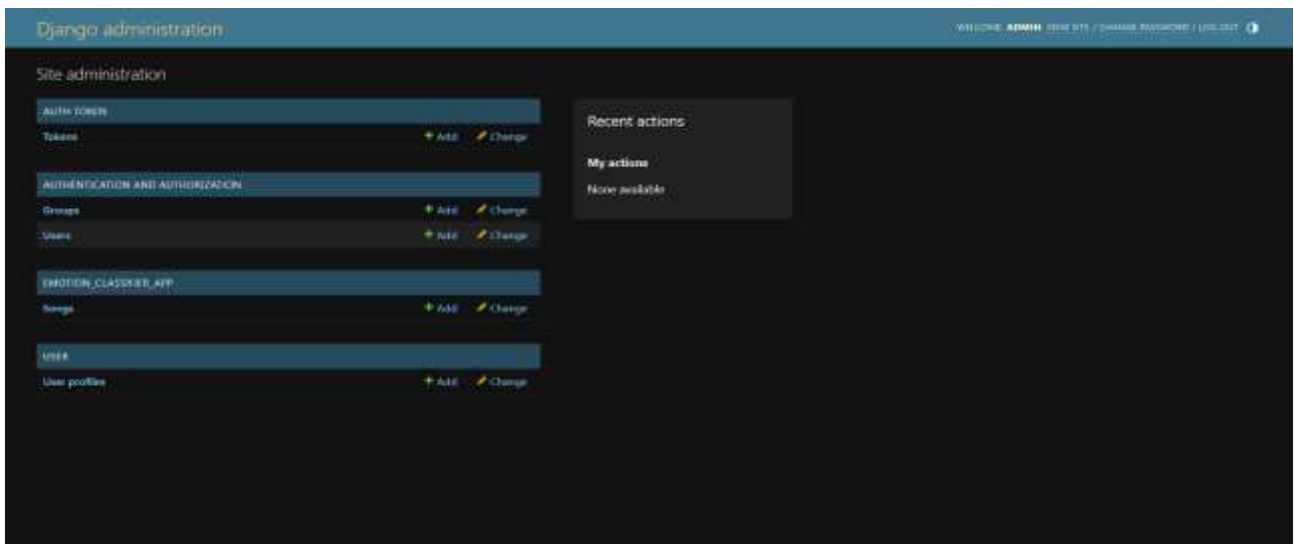 Django administration
WELCOME, ADMIN. VIEW SITE / CHANGE PASSWORD / LOG OUT
Site administration
AUTH TOKEN
Tokens + Add Change
AUTHENTICATION AND AUTHORIZATION
Groups + Add Change
Users + Add Change
EMOTION_CLASSIFIER_APP
Songs + Add Change
USER
User profiles + Add Change
Recent actions
My actions
None available